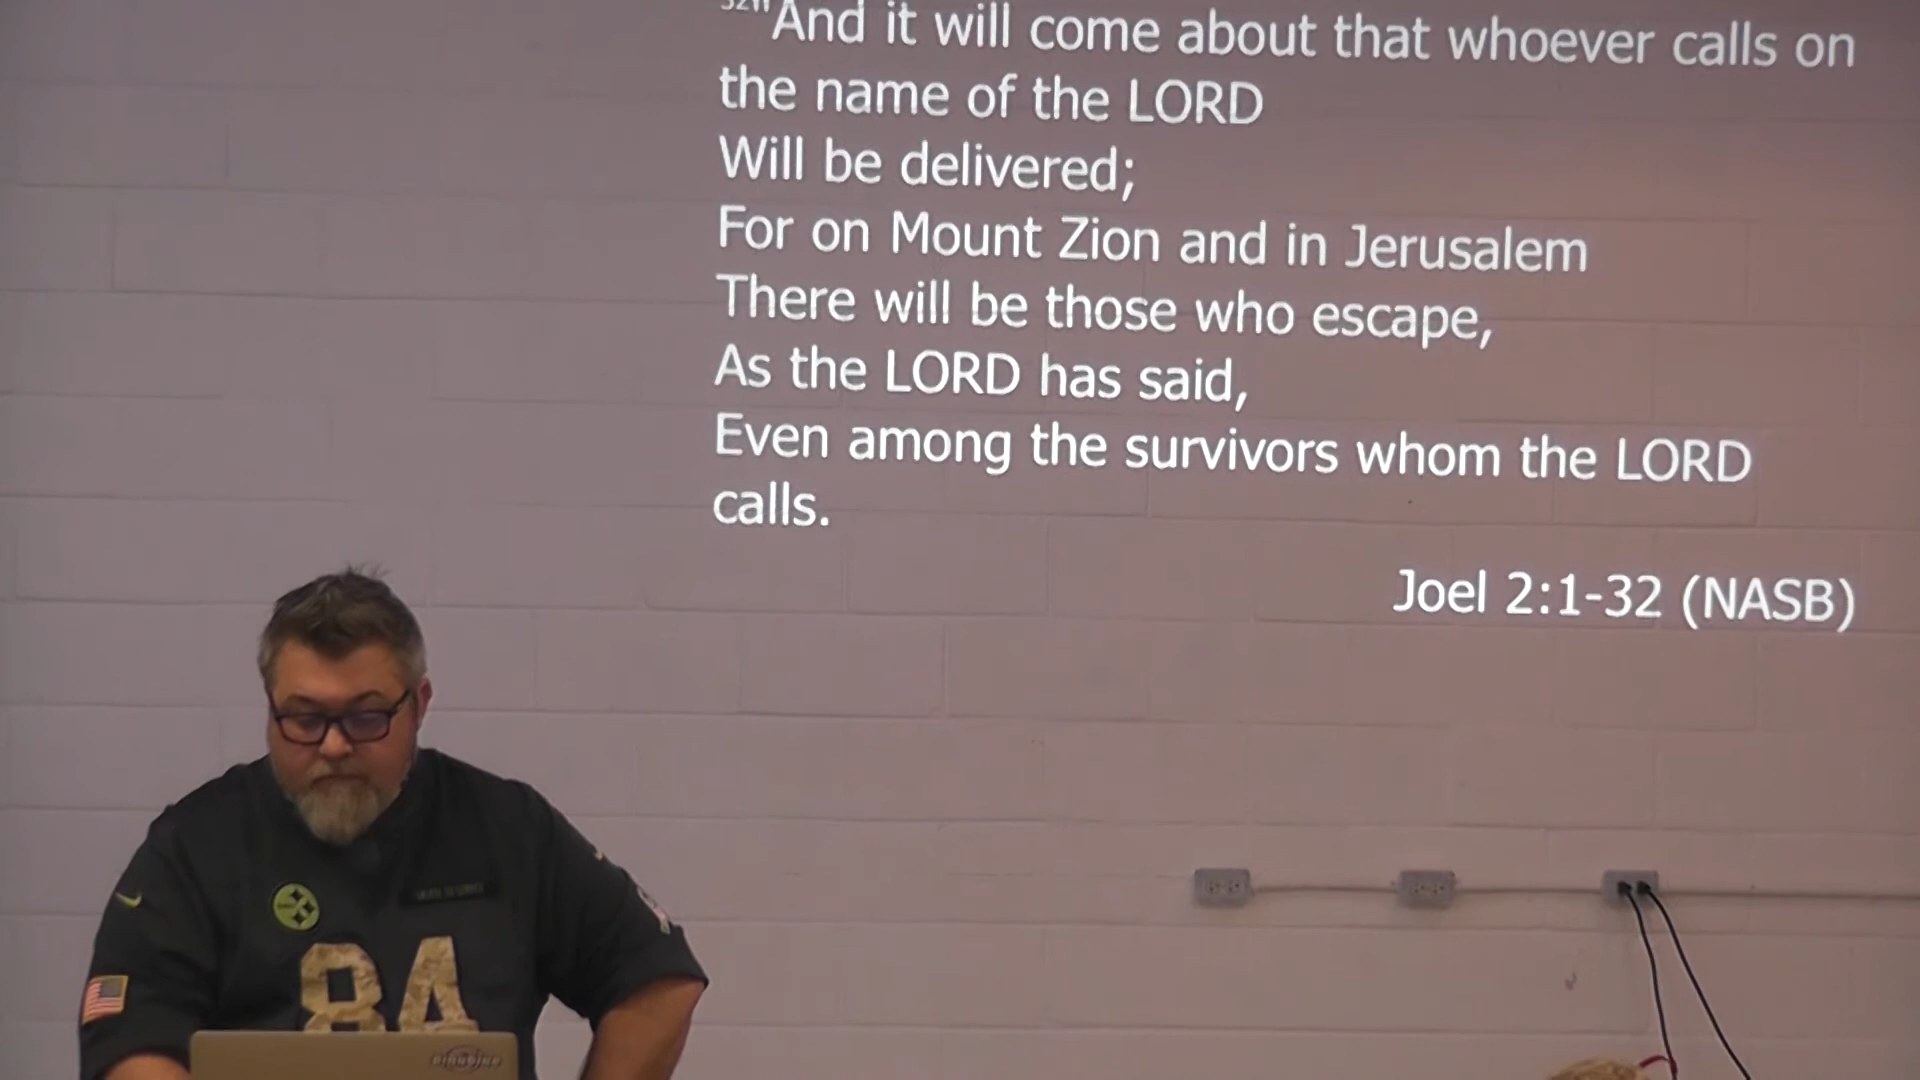 32"And it will come about that whoever calls on
the name of the LORD
Will be delivered;
For on Mount Zion and in Jerusalem
There will be those who escape,
As the LORD has said,
Even among the survivors whom the LORD
calls.
Joel 2:1-32 (NASB)
84